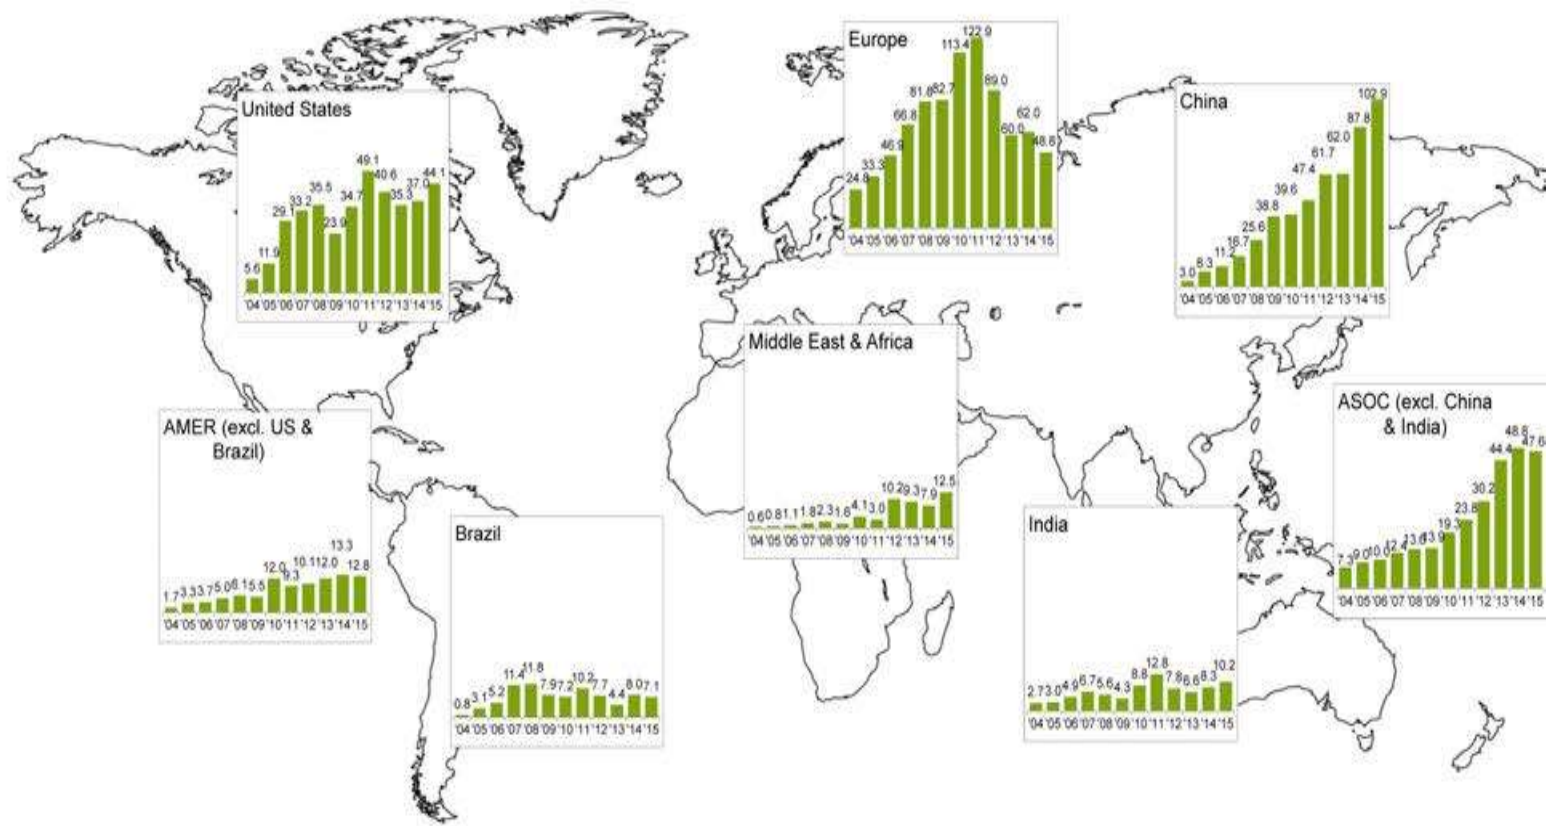 Europe
24.8 33.3 46.9 66.8 81.8 82.7 113.4 122.9 89.0 60.0 62.0 48.8
'04 '05 '06 '07 '08 '09 '10 '11 '12 '13 '14 '15
United States
5.6 11.9 29.1 33.2 35.5 23.9 34.7 49.1 40.6 35.3 37.0 44.1
'04 '05 '06 '07 '08 '09 '10 '11 '12 '13 '14 '15
China
3.0 8.3 11.2 16.7 25.6 38.8 39.6 47.4 61.7 62.0 87.8 102.9
'04 '05 '06 '07 '08 '09 '10 '11 '12 '13 '14 '15
Middle East & Africa
0.6 0.8 1.1 1.8 2.3 1.6 4.1 3.0 10.2 9.3 7.9 12.5
'04 '05 '06 '07 '08 '09 '10 '11 '12 '13 '14 '15
ASOC (excl. China
& India)
7.3 9.0 10.0 12.4 13.6 13.9 19.3 23.8 30.2 44.4 48.8 47.6
'04 '05 '06 '07 '08 '09 '10 '11 '12 '13 '14 '15
AMER (excl. US &
Brazil)
1.7 3.3 3.7 5.0 6.1 5.5 12.0 9.3 10.1 12.0 13.3 12.8
'04 '05 '06 '07 '08 '09 '10 '11 '12 '13 '14 '15
Brazil
0.8 3.1 5.2 11.4 11.8 7.9 7.2 10.2 7.7 4.4 8.0 7.1
'04 '05 '06 '07 '08 '09 '10 '11 '12 '13 '14 '15
India
2.7 3.0 4.9 6.7 5.6 4.3 8.8 12.8 7.8 6.6 8.3 10.2
'04 '05 '06 '07 '08 '09 '10 '11 '12 '13 '14 '15